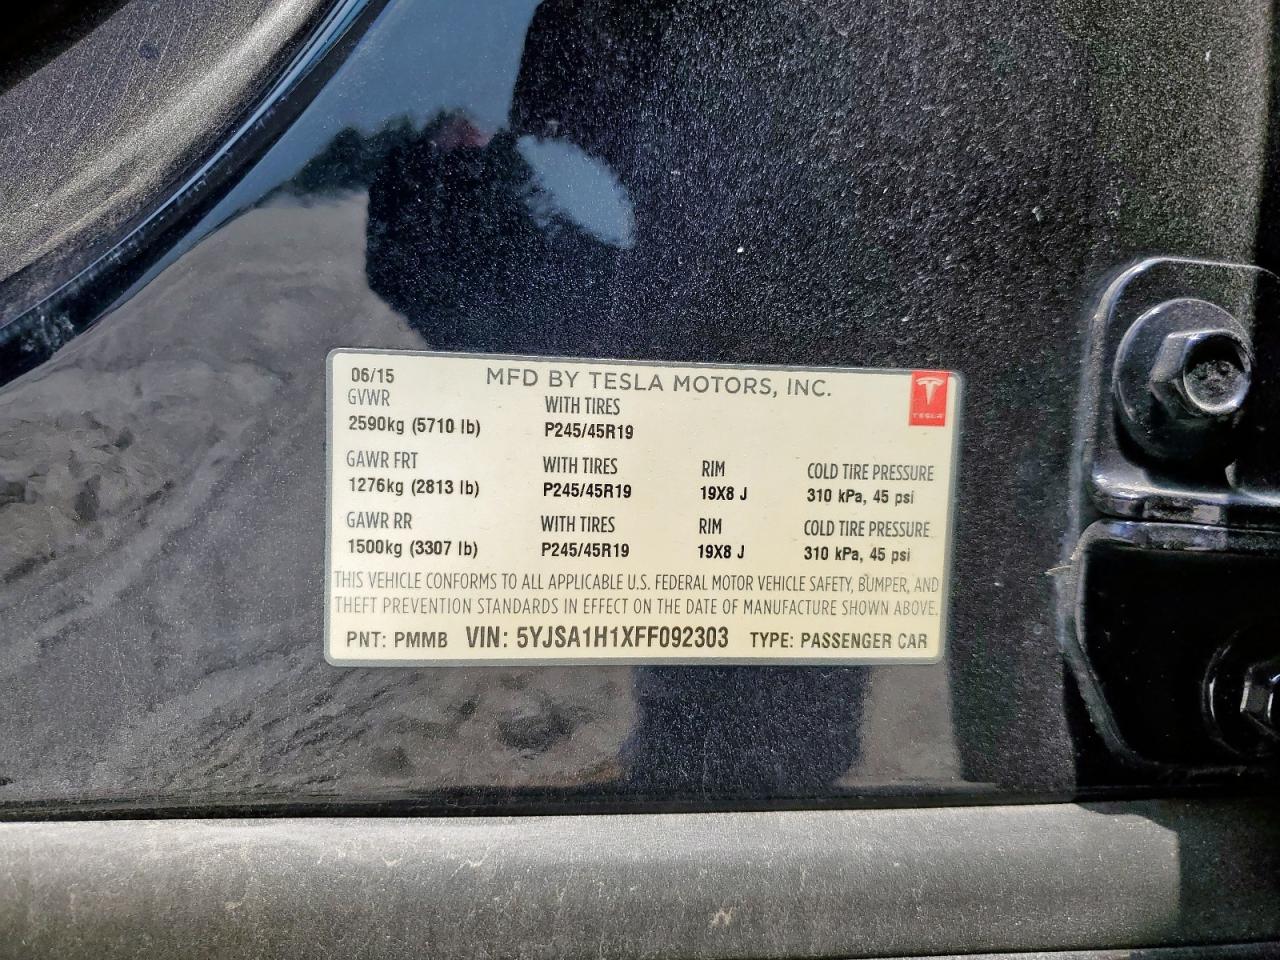 06/15 MFD BY TESLA MOTORS, INC.
TESLA
GVWR WITH TIRES
2590kg (5710 lb) P245/45R19
GAWR FRT WITH TIRES RIM COLD TIRE PRESSURE
1276kg (2813 lb) P245/45R19 19X8 J 310 kPa, 45 psi
GAWR RR WITH TIRES RIM COLD TIRE PRESSURE
1500kg (3307 lb) P245/45R19 19X8 J 310 kPa, 45 psi
THIS VEHICLE CONFORMS TO ALL APPLICABLE U.S. FEDERAL MOTOR VEHICLE SAFETY, BUMPER, AND
THEFT PREVENTION STANDARDS IN EFFECT ON THE DATE OF MANUFACTURE SHOWN ABOVE.
PNT: PMMB VIN: 5YJSA1H1XFF092303 TYPE: PASSENGER CAR